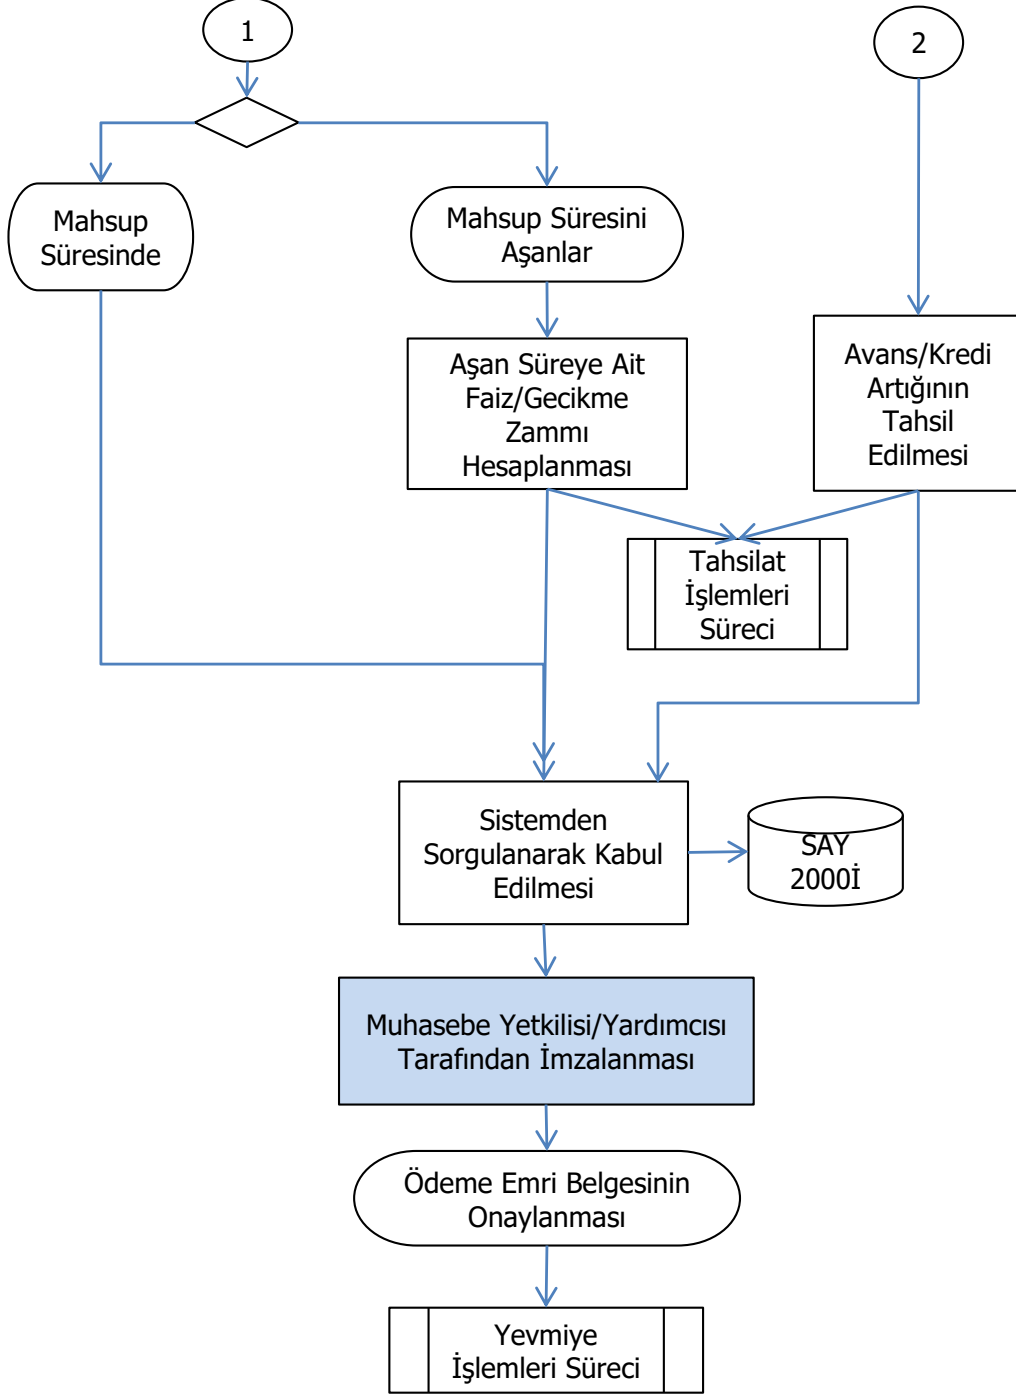 1
2
Mahsup
Süresinde
Mahsup Süresini
Aşanlar
Aşan Süreye Ait
Faiz/Gecikme
Zammı
Hesaplanması
Avans/Kredi
Artığının
Tahsil
Edilmesi
Tahsilat
İşlemleri
Süreci
Sistemden
Sorgulanarak Kabul
Edilmesi
SAY
2000İ
Muhasebe Yetkilisi/Yardımcısı
Tarafından İmzalanması
Ödeme Emri Belgesinin
Onaylanması
Yevmiye
İşlemleri Süreci